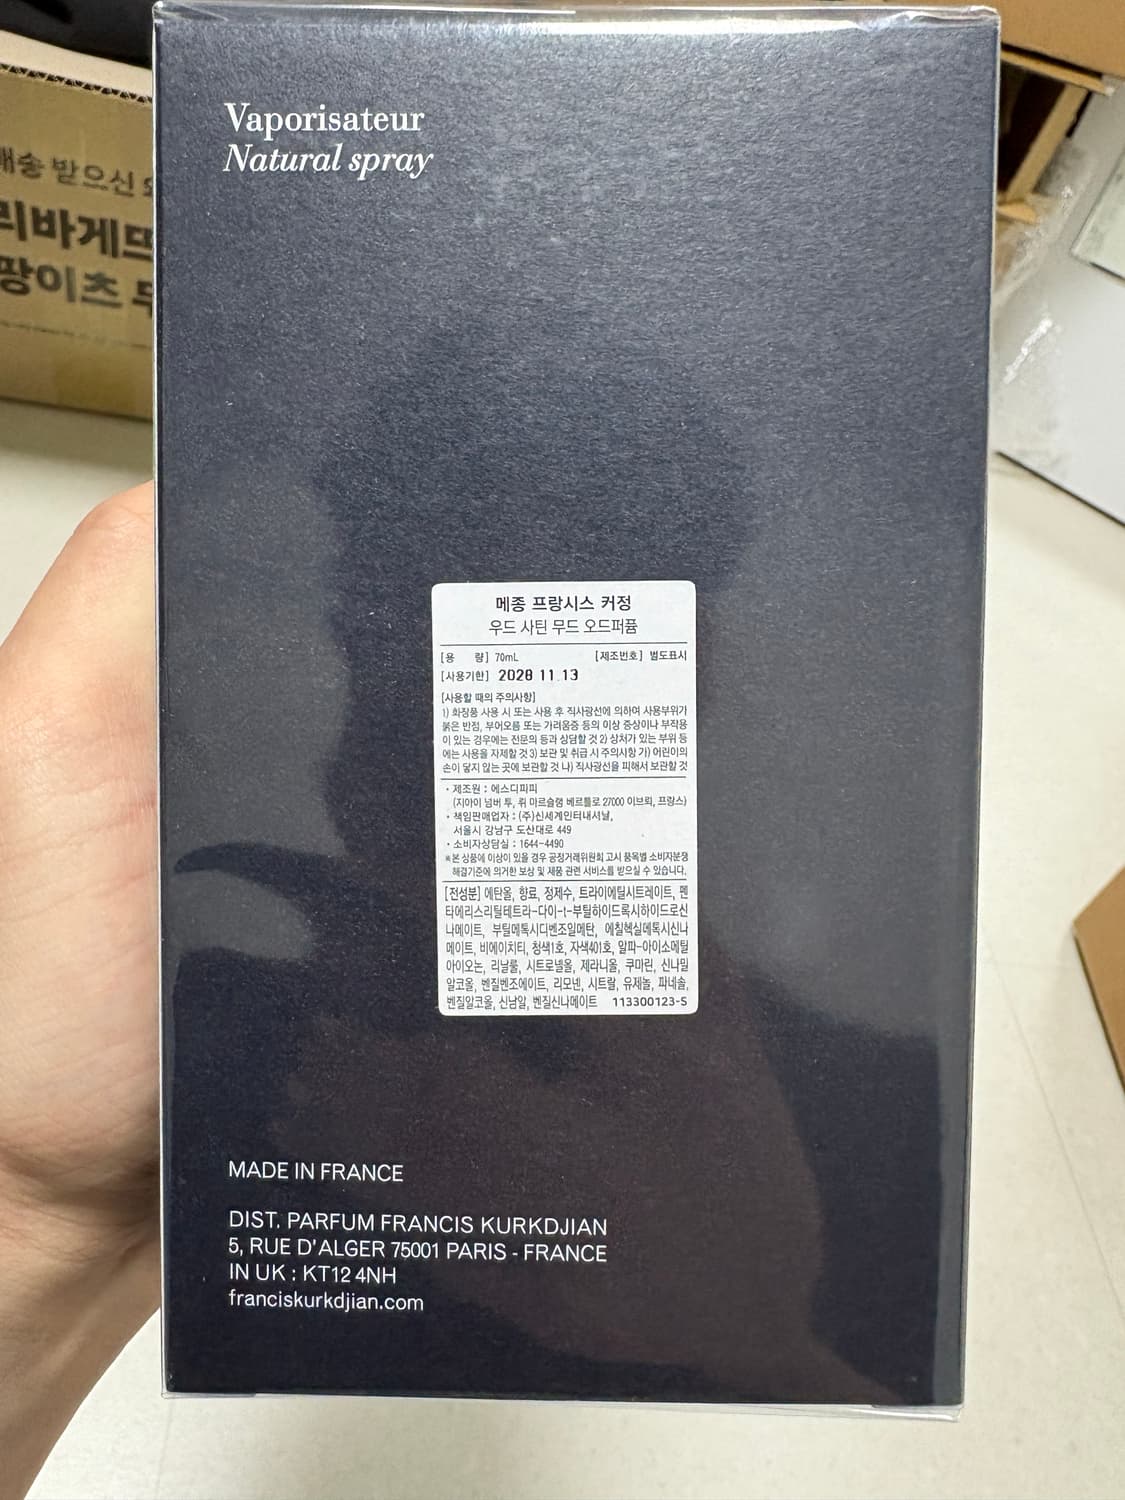 Vaporisateur
Natural spray
배송 받으신
리바게뜨
팡이츠
메종 프랑시스 커정
우드 사틴 무드 오드퍼퓸
[용 량] 70mL [제조번호] 별도표시
[사용기한] 2028 11 13
[사용할 때의 주의사항]
1) 화장품 사용 시 또는 사용 후 직사광선에 의하여 사용부위가
붉은 반점, 부어오름 또는 가려움증 등의 이상 증상이나 부작용
이 있는 경우에는 전문의 등과 상담할 것 2) 상처가 있는 부위 등
에는 사용을 자제할 것 3) 보관 및 취급 시 주의사항 가) 어린이의
손이 닿지 않는 곳에 보관할 것 나) 직사광선을 피해서 보관할 것
• 제조원 : 에스디피피
(지아이 넘버 투, 뤼 마르슬랭 베르틀로 27000 이브뢰, 프랑스)
• 책임판매업자 : (주)신세계인터내셔날,
서울시 강남구 도산대로 449
• 소비자상담실 : 1644-4490
※본 상품에 이상이 있을 경우 공정거래위원회 고시 품목별 소비자분쟁
해결기준에 의거한 보상 및 제품 관련 서비스를 받으실 수 있습니다.
[전성분] 에탄올, 향료, 정제수, 트라이에틸시트레이트, 펜
타에리스리틸테트라-다이-t-부틸하이드록시하이드로신
나메이트, 부틸메톡시디벤조일메탄, 에칠헥실메톡시신나
메이트, 비에이치티, 청색1호, 자색401호, 알파-아이소메틸
아이오논, 리날룰, 시트로넬올, 제라니올, 쿠마린, 신나밀
알코올, 벤질벤조에이트, 리모넨, 시트랄, 유제놀, 파네솔,
벤질알코올, 신남알, 벤질신나메이트 113300123-S
MADE IN FRANCE
DIST. PARFUM FRANCIS KURKDJIAN
5, RUE D'ALGER 75001 PARIS - FRANCE
IN UK : KT12 4NH
franciskurkdjian.com